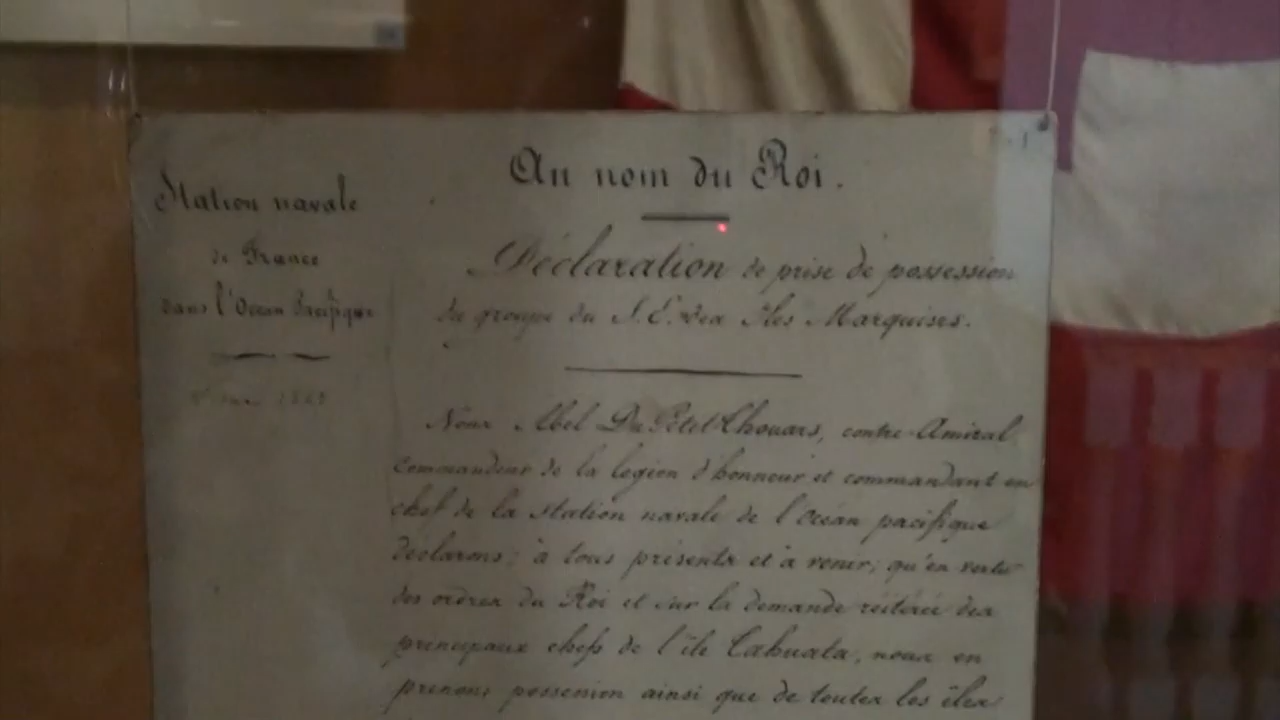 Station navale
de France
dans l'Océan Pacifique
Au nom du Roi.
Déclaration de prise de possession
du groupe du S. E. des Iles Marquises.
Nous Abel Du Petit Thouars, contre-Amiral
commandeur de la legion d'honneur et commandant en
chef de la station navale de l'Océan pacifique
déclarons; à tous présents et à venir, qu'en vertu
des ordres du Roi et sur la demande réitérée des
principaux chefs de l'île Tahuata, nous en
prenons possession ainsi que de toutes les îles